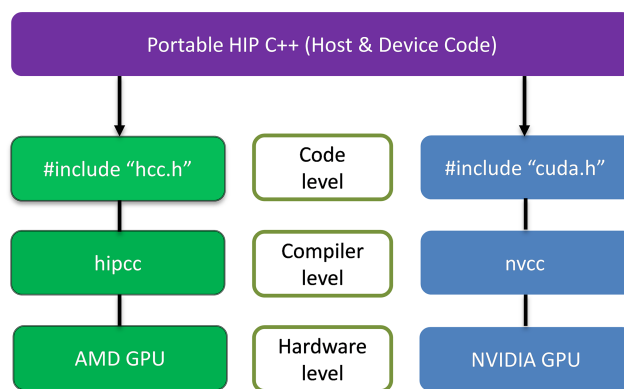 Portable HIP C++ (Host & Device Code)
#include “hcc.h”
Code
level
#include “cuda.h”
hipcc
Compiler
level
nvcc
AMD GPU
Hardware
level
NVIDIA GPU